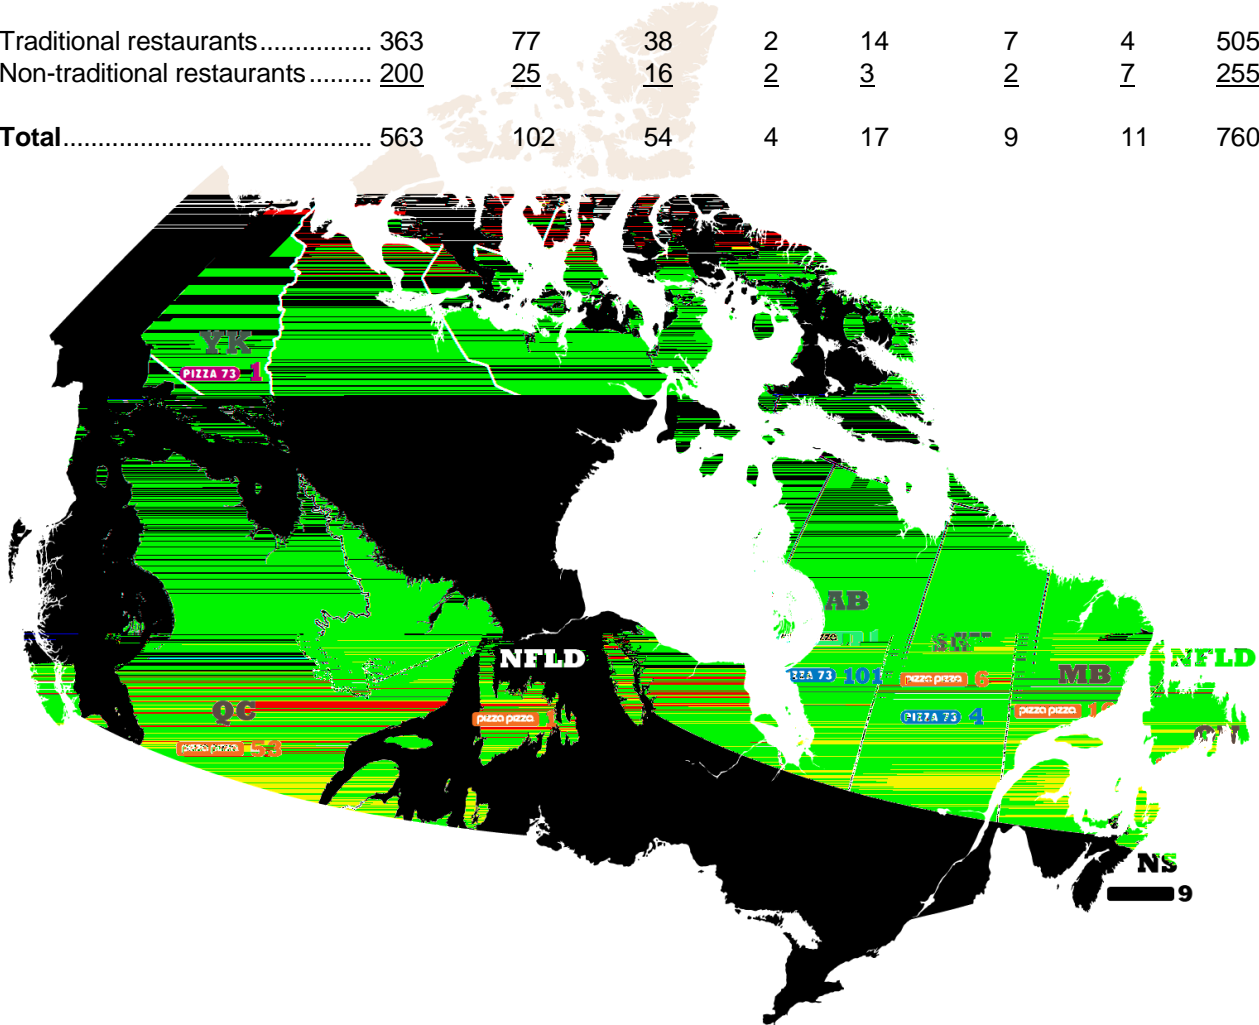 Traditional restaurants................ 363 77 38 2 14 7 4 505
Non-traditional restaurants......... 200 25 16 2 3 2 7 255
Total............................................ 563 102 54 4 17 9 11 760
YK
PIZZA 73 1
AB
NFLD
NFLD
73 101
pizza pizza 6
MB
QC
pizza pizza 1
PIZZA 73 4
pizza pizza
pizza pizza 53
NS
9